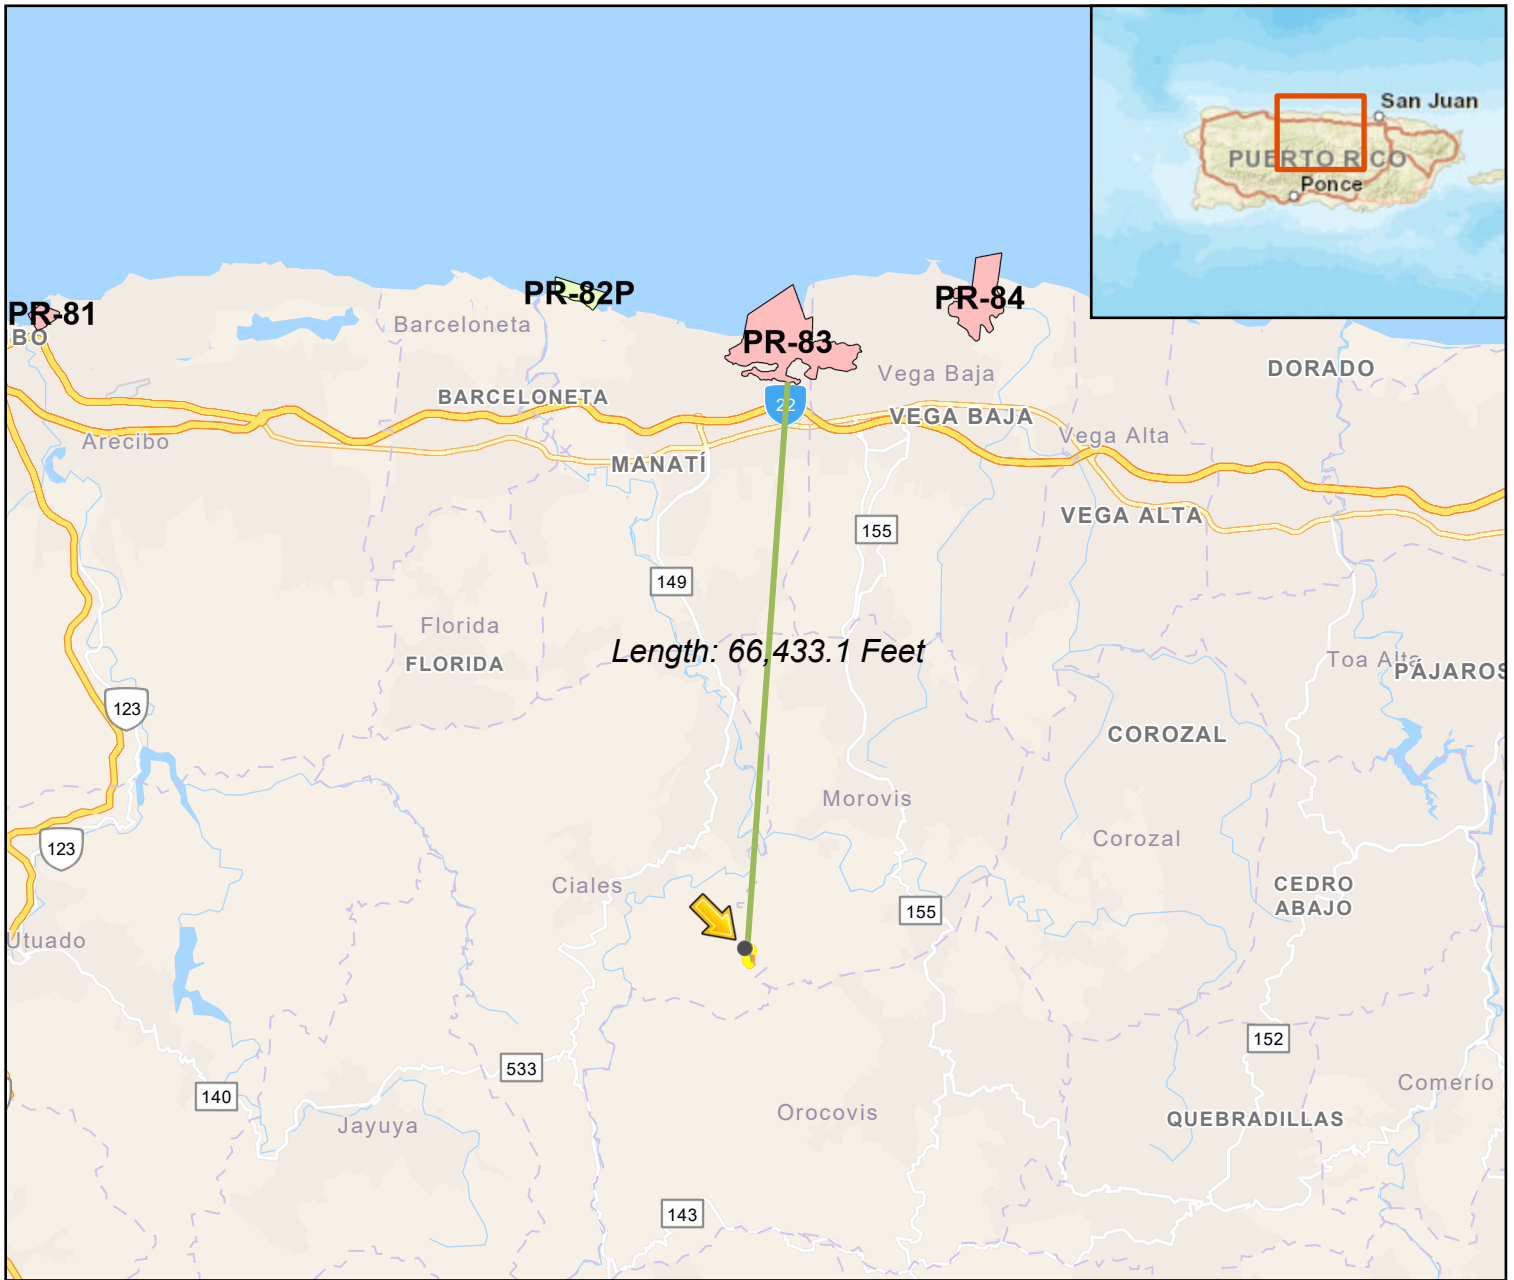 San Juan
PUERTO RICO
Ponce
PR-81
BO
PR-82P
PR-84
PR-83
Barceloneta
Vega Baja
DORADO
BARCELONETA
22
VEGA BAJA
Arecibo
Vega Alta
MANATÍ
VEGA ALTA
155
149
Florida
FLORIDA
Length: 66,433.1 Feet
Toa Alta
PÁJAROS
123
COROZAL
Morovis
123
Corozal
Ciales
CEDRO
ABAJO
155
Utuado
152
533
140
Comerío
Jayuya
Orocovis
QUEBRADILLAS
143